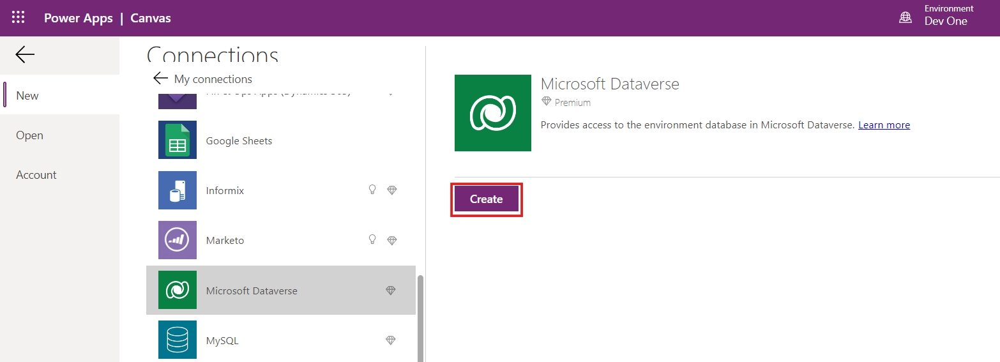 Power Apps | Canvas
Environment
Dev One
New
Open
Account
Connections
My connections
Google Sheets
Informix
Marketo
Microsoft Dataverse
MySQL
Microsoft Dataverse
Premium
Provides access to the environment database in Microsoft Dataverse. Learn more
Create